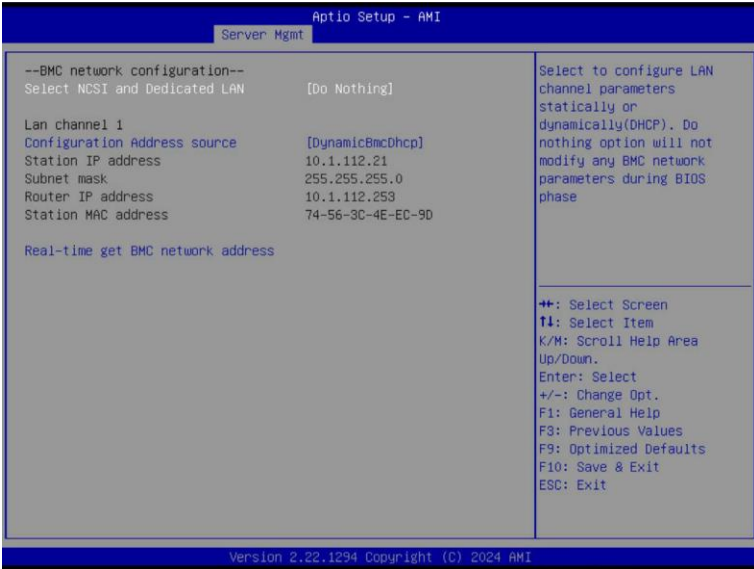 Aptio Setup – AMI
Server Mgmt
--BMC network configuration--
Select NCSI and Dedicated LAN [Do Nothing]
Lan channel 1
Configuration Address source [DynamicBmcDhcp]
Station IP address 10.1.112.21
Subnet mask 255.255.255.0
Router IP address 10.1.112.253
Station MAC address 74-56-3C-4E-EC-9D
Real-time get BMC network address
Select to configure LAN
channel parameters
statically or
dynamically(DHCP). Do
nothing option will not
modify any BMC network
parameters during BIOS
phase
→←: Select Screen
↑↓: Select Item
K/M: Scroll Help Area
Up/Down.
Enter: Select
+/-: Change Opt.
F1: General Help
F3: Previous Values
F9: Optimized Defaults
F10: Save & Exit
ESC: Exit
Version 2.22.1294 Copyright (C) 2024 AMI